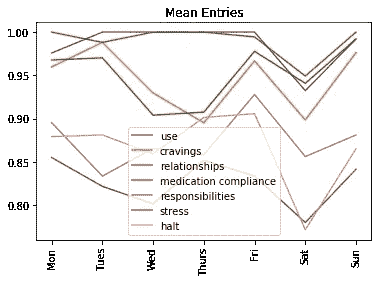 Mean Entries
1.00
0.95
0.90
0.85
0.80
use
cravings
relationships
medication compliance
responsibilities
stress
halt
Mon
Tues
Wed
Thurs
Fri
Sat
Sun